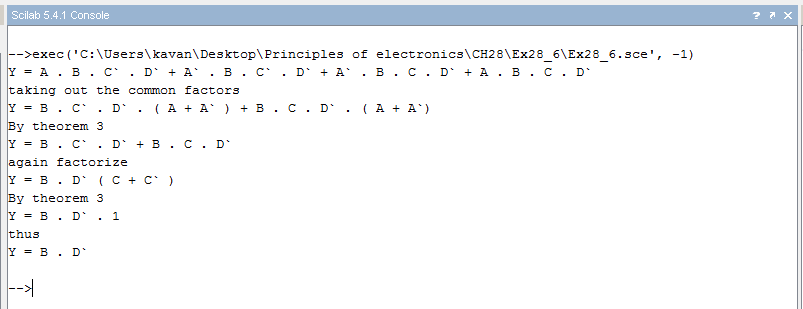 Scilab 5.4.1 Console
-->exec('C:\Users\kavan\Desktop\Principles of electronics\CH28\Ex28_6\Ex28_6.sce', -1)
Y = A . B . C` . D` + A` . B . C` . D` + A` . B . C . D` + A . B . C . D`
taking out the common factors
Y = B . C` . D` . ( A + A` ) + B . C . D` . ( A + A`)
By theorem 3
Y = B . C` . D` + B . C . D`
again factorize
Y = B . D` ( C + C` )
By theorem 3
Y = B . D` . 1
thus
Y = B . D`
-->